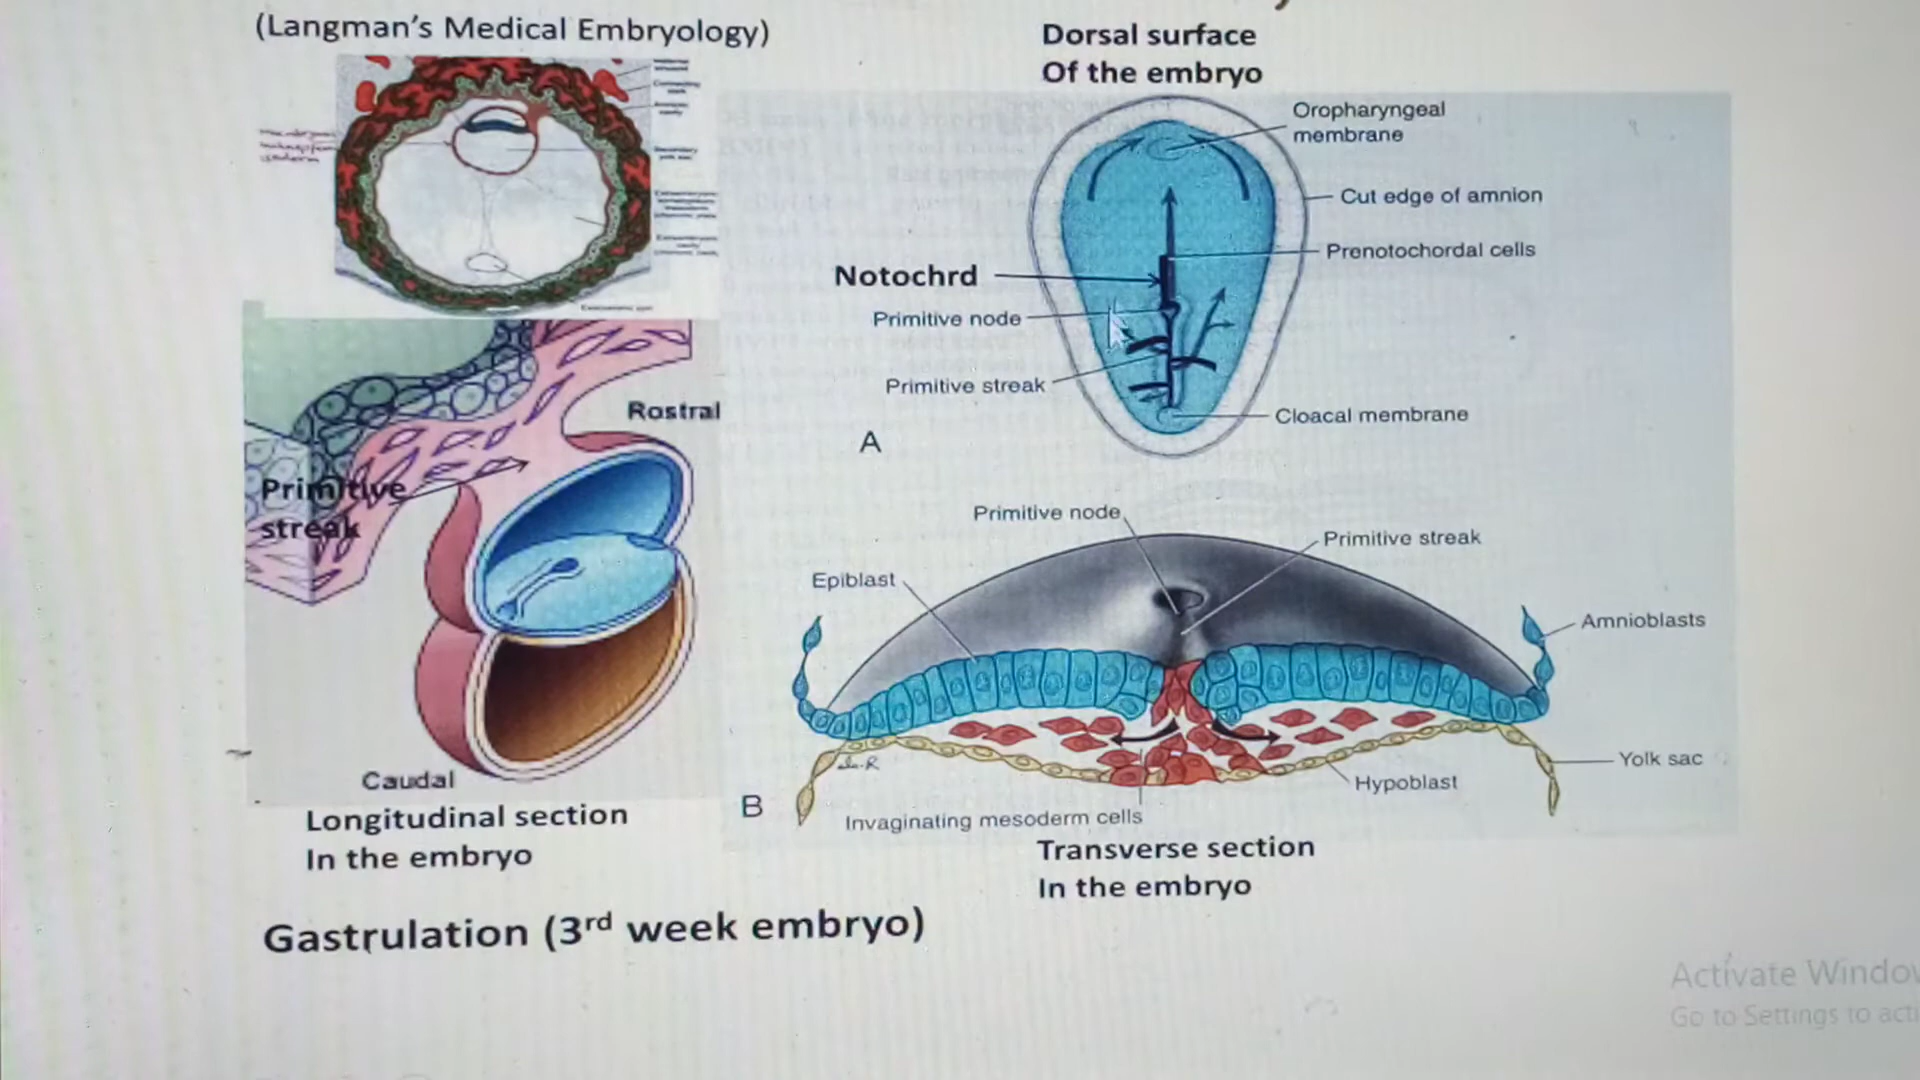 (Langman's Medical Embryology)
Dorsal surface
Of the embryo
Oropharyngeal
membrane
Cut edge of amnion
Prenotochordal cells
Notochrd
Primitive node
Primitive streak
Cloacal membrane
A
Rostral
Primitive
streak
Caudal
Longitudinal section
In the embryo
Primitive node
Primitive streak
Epiblast
Amnioblasts
Yolk sac
Hypoblast
B
Invaginating mesoderm cells
Transverse section
In the embryo
Gastrulation (3rd week embryo)
Activate Window
Go to Settings to acti